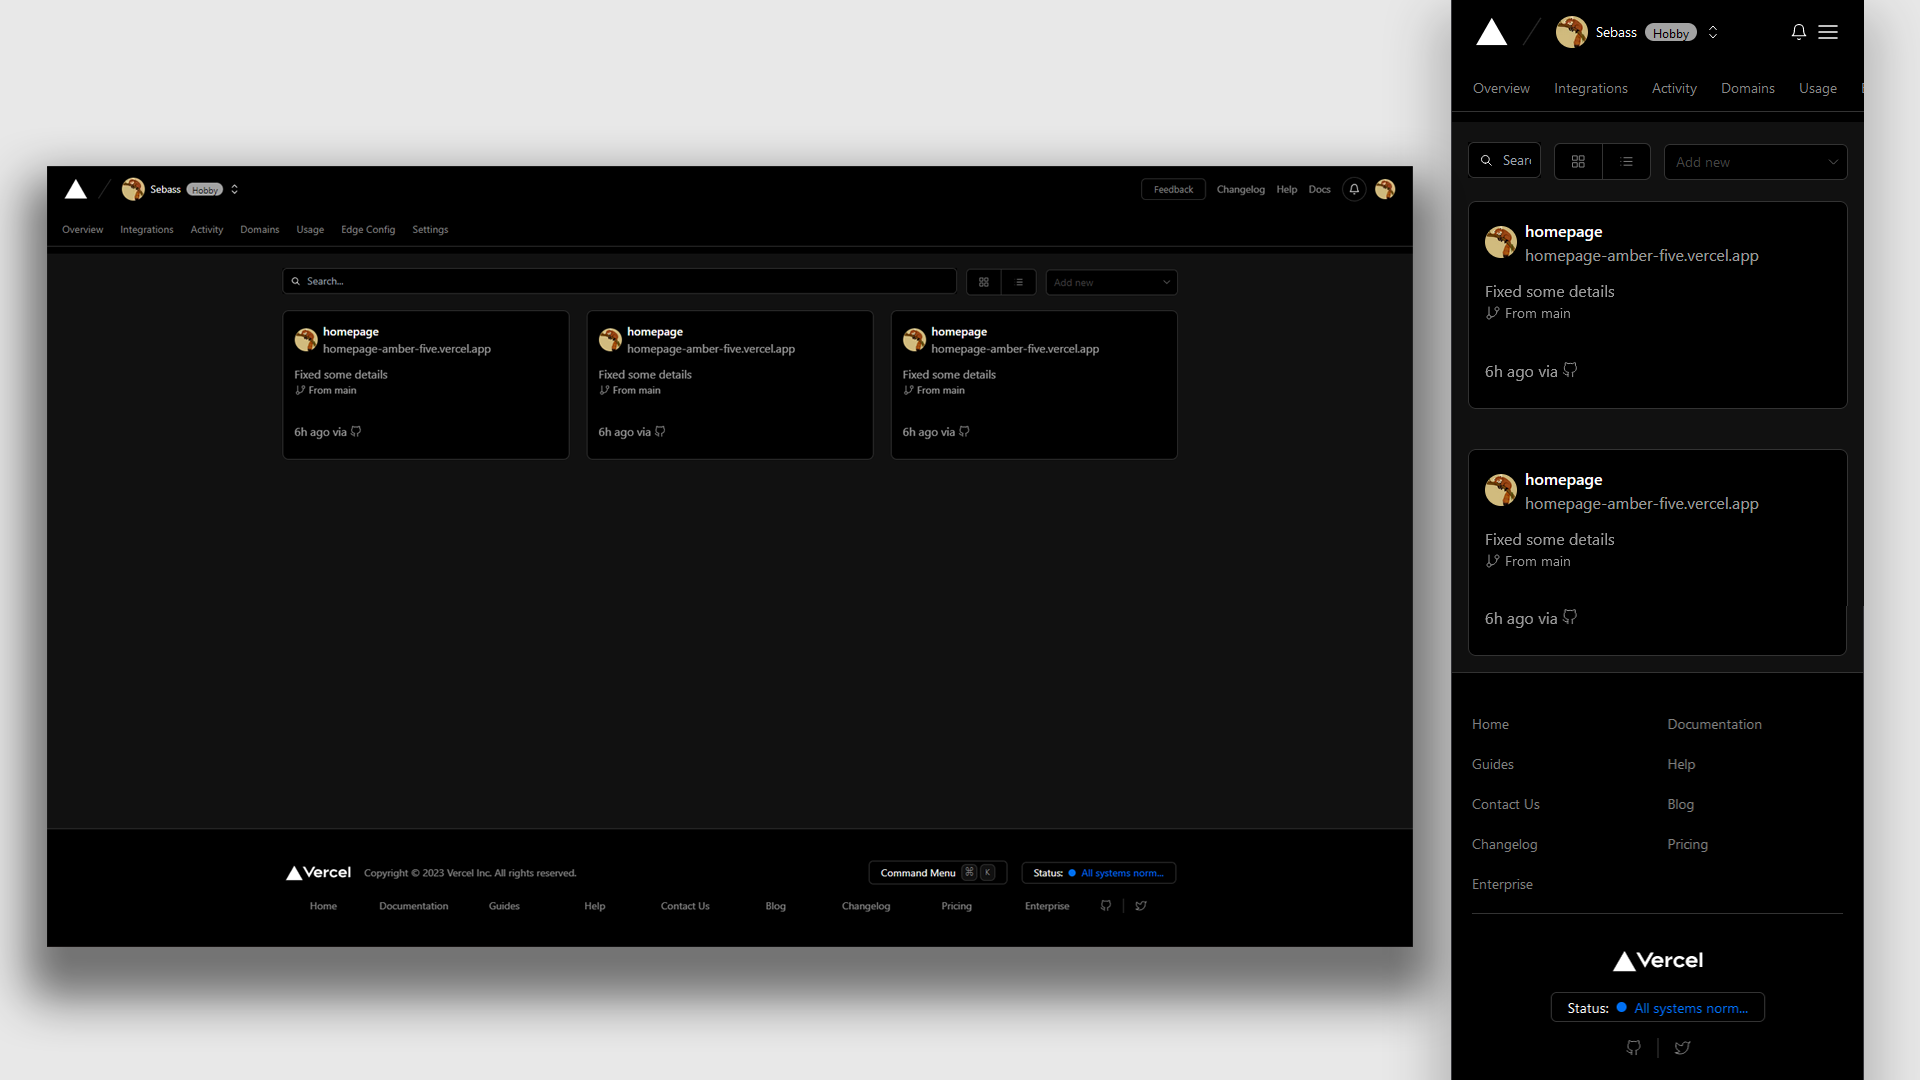 Sebass Hobby
Feedback Changelog Help Docs
Overview Integrations Activity Domains Usage Edge Config Settings
Search...
Add new
homepage
homepage-amber-five.vercel.app
Fixed some details
From main
6h ago via
homepage
homepage-amber-five.vercel.app
Fixed some details
From main
6h ago via
homepage
homepage-amber-five.vercel.app
Fixed some details
From main
6h ago via
Vercel Copyright © 2023 Vercel Inc. All rights reserved.
Command Menu ⌘ K
Status: All systems norm...
Home Documentation Guides Help Contact Us Blog Changelog Pricing Enterprise
Sebass Hobby
Overview Integrations Activity Domains Usage
Sear
Add new
homepage
homepage-amber-five.vercel.app
Fixed some details
From main
6h ago via
homepage
homepage-amber-five.vercel.app
Fixed some details
From main
6h ago via
Home Documentation
Guides Help
Contact Us Blog
Changelog Pricing
Enterprise
Vercel
Status: All systems norm...